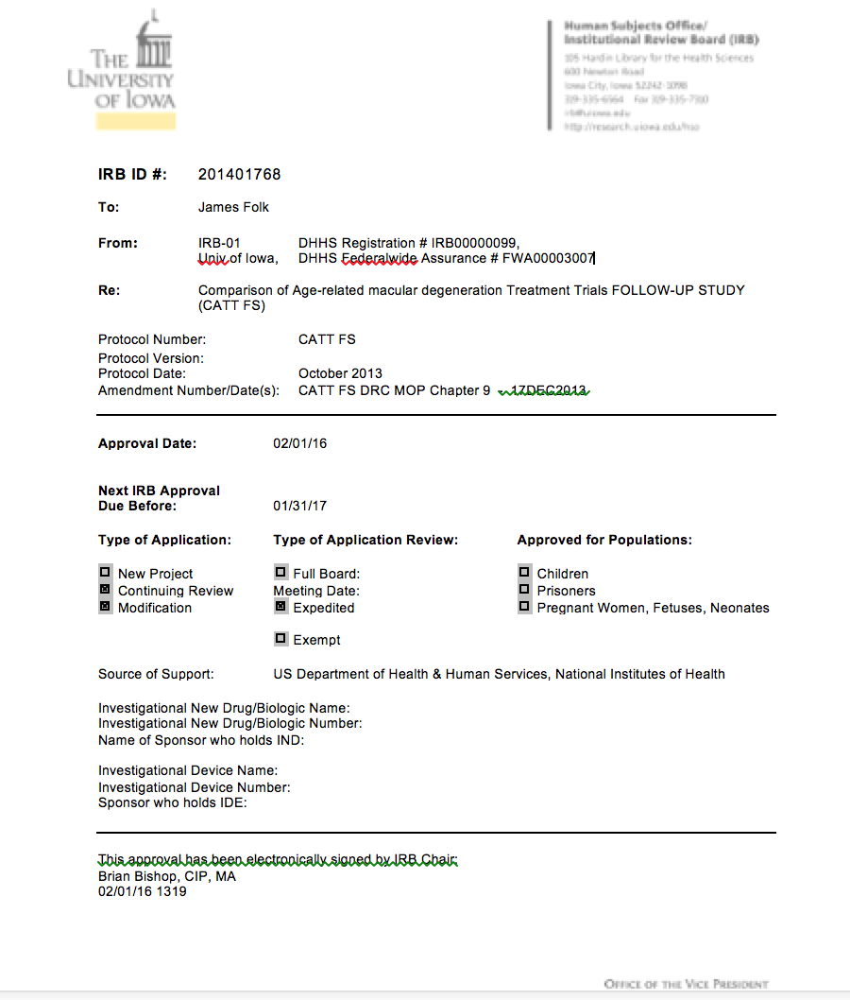 THE
UNIVERSITY
OF IOWA
Human Subjects Office/
Institutional Review Board (IRB)
105 Hardin Library for the Health Sciences
600 Newton Road
Iowa City, Iowa 52242-1098
319-335-6564 Fax 319-335-7310
irb@uiowa.edu
http://research.uiowa.edu/hso
IRB ID #: 201401768
To: James Folk
From: IRB-01 DHHS Registration # IRB00000099,
Univ of Iowa, DHHS Federalwide Assurance # FWA00003007
Re: Comparison of Age-related macular degeneration Treatment Trials FOLLOW-UP STUDY
(CATT FS)
Protocol Number: CATT FS
Protocol Version:
Protocol Date: October 2013
Amendment Number/Date(s): CATT FS DRC MOP Chapter 9 - 17DEC2013
Approval Date: 02/01/16
Next IRB Approval
Due Before: 01/31/17
Type of Application: Type of Application Review: Approved for Populations:
☐ New Project ☐ Full Board: ☐ Children
☒ Continuing Review Meeting Date: ☐ Prisoners
☒ Modification ☒ Expedited ☐ Pregnant Women, Fetuses, Neonates
☐ Exempt
Source of Support: US Department of Health & Human Services, National Institutes of Health
Investigational New Drug/Biologic Name:
Investigational New Drug/Biologic Number:
Name of Sponsor who holds IND:
Investigational Device Name:
Investigational Device Number:
Sponsor who holds IDE:
This approval has been electronically signed by IRB Chair:
Brian Bishop, CIP, MA
02/01/16 1319
OFFICE OF THE VICE PRESIDENT